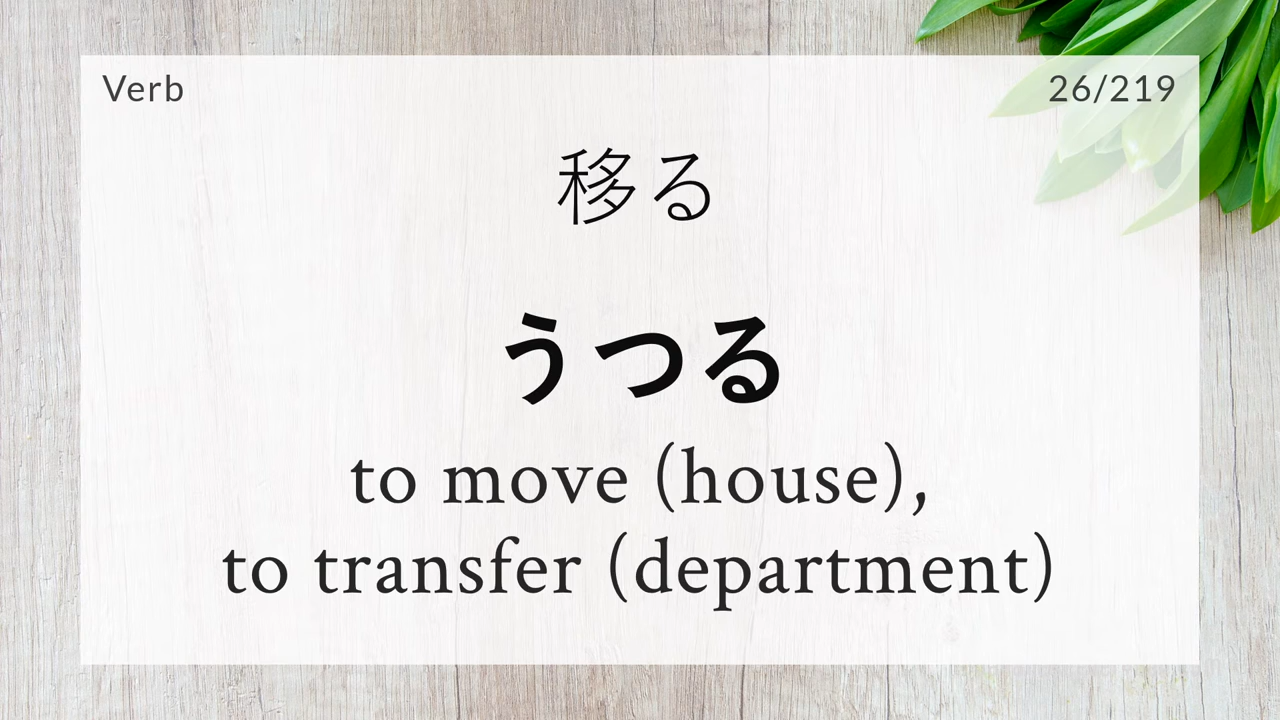 Verb
26/219
移る
うつる
to move (house),
to transfer (department)